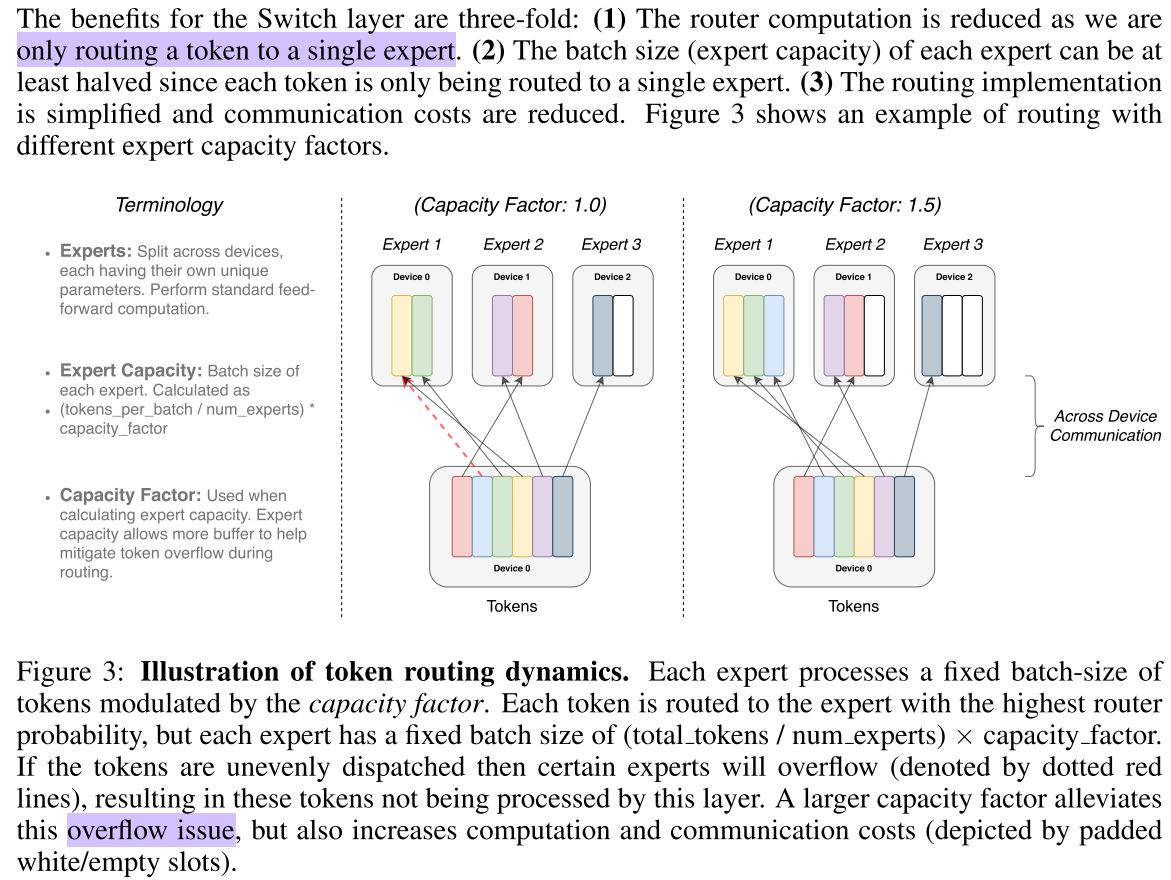 The benefits for the Switch layer are three-fold: (1) The router computation is reduced as we are
only routing a token to a single expert. (2) The batch size (expert capacity) of each expert can be at
least halved since each token is only being routed to a single expert. (3) The routing implementation
is simplified and communication costs are reduced. Figure 3 shows an example of routing with
different expert capacity factors.
Terminology
• Experts: Split across devices,
each having their own unique
parameters. Perform standard feed-
forward computation.
• Expert Capacity: Batch size of
each expert. Calculated as
• (tokens_per_batch / num_experts) *
capacity_factor
• Capacity Factor: Used when
calculating expert capacity. Expert
capacity allows more buffer to help
mitigate token overflow during
routing.
(Capacity Factor: 1.0)
Expert 1 Expert 2 Expert 3
Device 0 Device 1 Device 2
Device 0
Tokens
(Capacity Factor: 1.5)
Expert 1 Expert 2 Expert 3
Device 0 Device 1 Device 2
Device 0
Tokens
Across Device
Communication
Figure 3: Illustration of token routing dynamics. Each expert processes a fixed batch-size of
tokens modulated by the capacity factor. Each token is routed to the expert with the highest router
probability, but each expert has a fixed batch size of (total_tokens / num_experts) × capacity_factor.
If the tokens are unevenly dispatched then certain experts will overflow (denoted by dotted red
lines), resulting in these tokens not being processed by this layer. A larger capacity factor alleviates
this overflow issue, but also increases computation and communication costs (depicted by padded
white/empty slots).